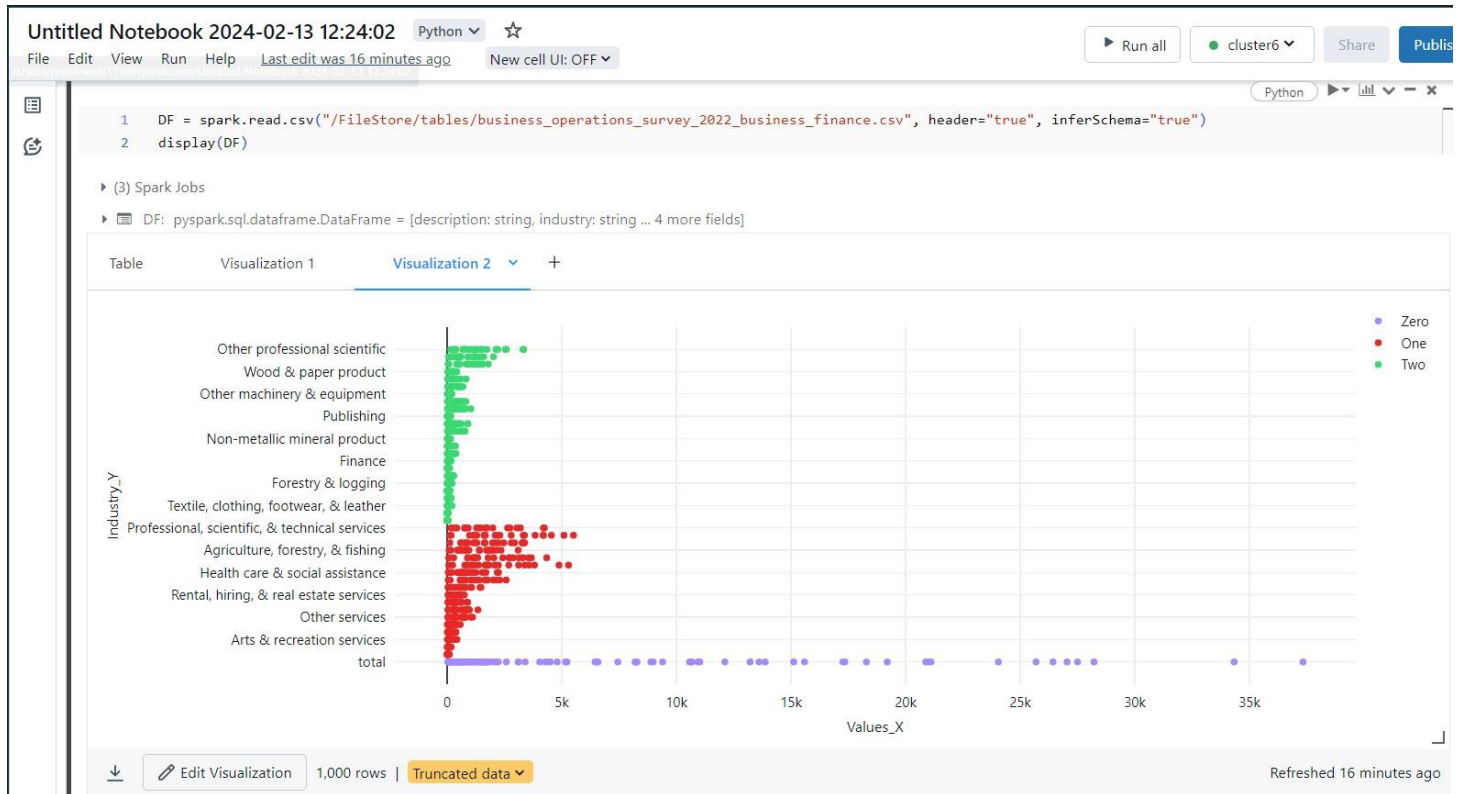 Untitled Notebook 2024-02-13 12:24:02 Python
File Edit View Run Help Last edit was 16 minutes ago New cell UI: OFF
Run all cluster6 Share Publis
Python
1 DF = spark.read.csv("/FileStore/tables/business_operations_survey_2022_business_finance.csv", header="true", inferSchema="true")
2 display(DF)
(3) Spark Jobs
DF: pyspark.sql.dataframe.DataFrame = [description: string, industry: string ... 4 more fields]
Table Visualization 1 Visualization 2 +
Zero
One
Two
Industry_Y
Other professional scientific
Wood & paper product
Other machinery & equipment
Publishing
Non-metallic mineral product
Finance
Forestry & logging
Textile, clothing, footwear, & leather
Professional, scientific, & technical services
Agriculture, forestry, & fishing
Health care & social assistance
Rental, hiring, & real estate services
Other services
Arts & recreation services
total
0 5k 10k 15k 20k 25k 30k 35k
Values_X
Edit Visualization 1,000 rows | Truncated data Refreshed 16 minutes ago